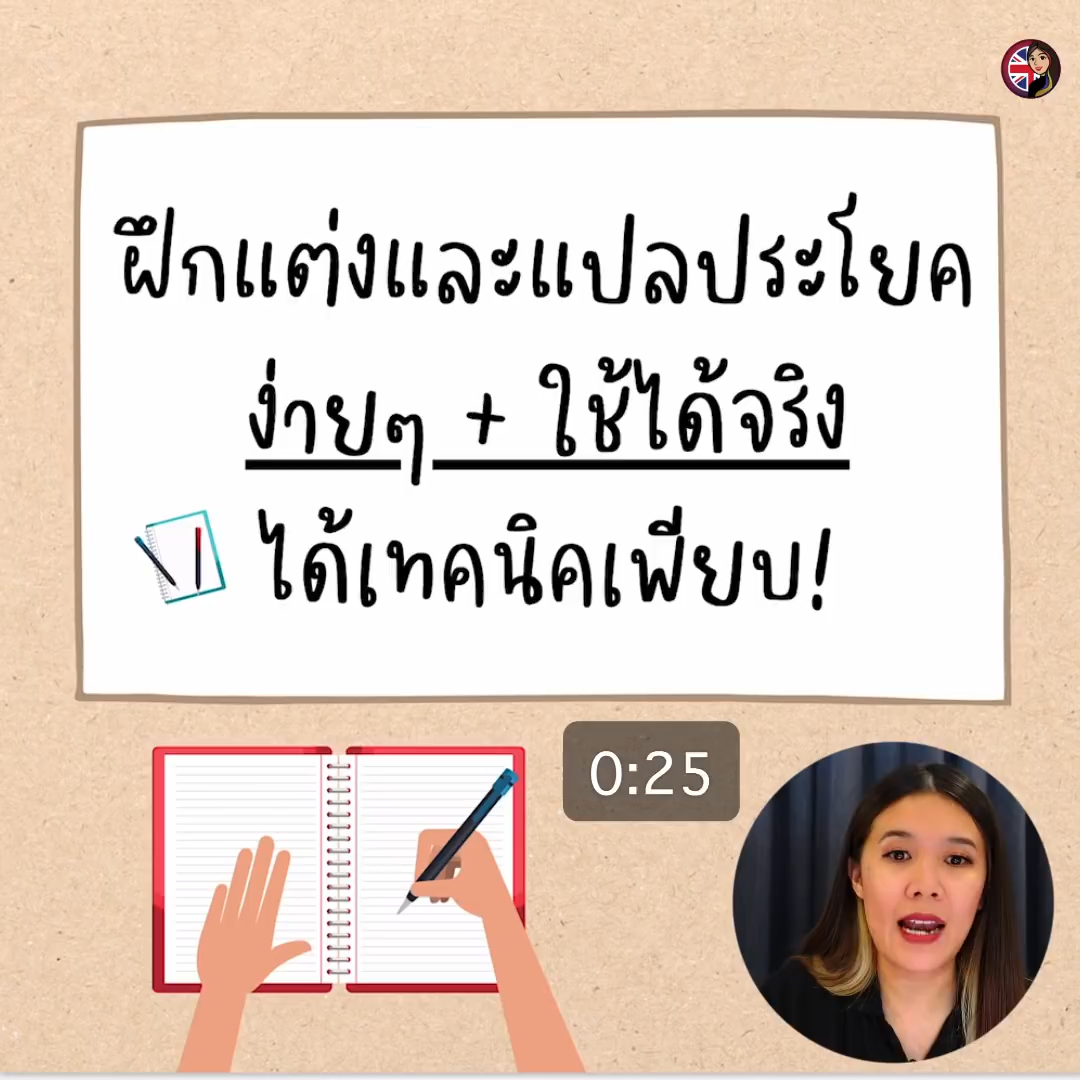 ฝึกแต่งและแปลประโยค
ง่ายๆ + ใช้ได้จริง
ได้เทคนิคเพียบ!
0:25